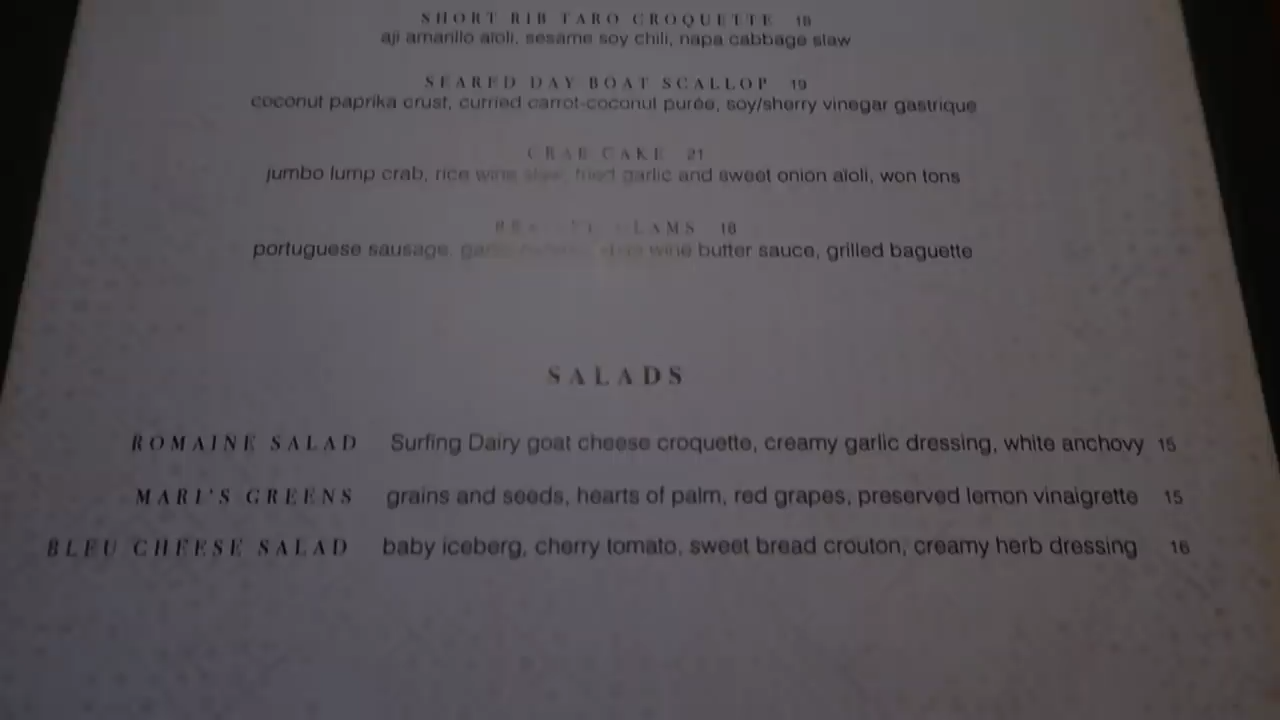 SHORT RIB TARO CROQUETTE 18
aji amarillo aioli, sesame soy chili, napa cabbage slaw
SEARED DAY BOAT SCALLOP 19
coconut paprika crust, curried carrot-coconut purée, soy/sherry vinegar gastrique
CRAB CAKE 21
jumbo lump crab, rice wine slaw, fried garlic and sweet onion aioli, won tons
CLAMS 18
portuguese sausage, wine butter sauce, grilled baguette
SALADS
ROMAINE SALAD Surfing Dairy goat cheese croquette, creamy garlic dressing, white anchovy 15
MARI'S GREENS grains and seeds, hearts of palm, red grapes, preserved lemon vinaigrette 15
BLEU CHEESE SALAD baby iceberg, cherry tomato, sweet bread crouton, creamy herb dressing 16